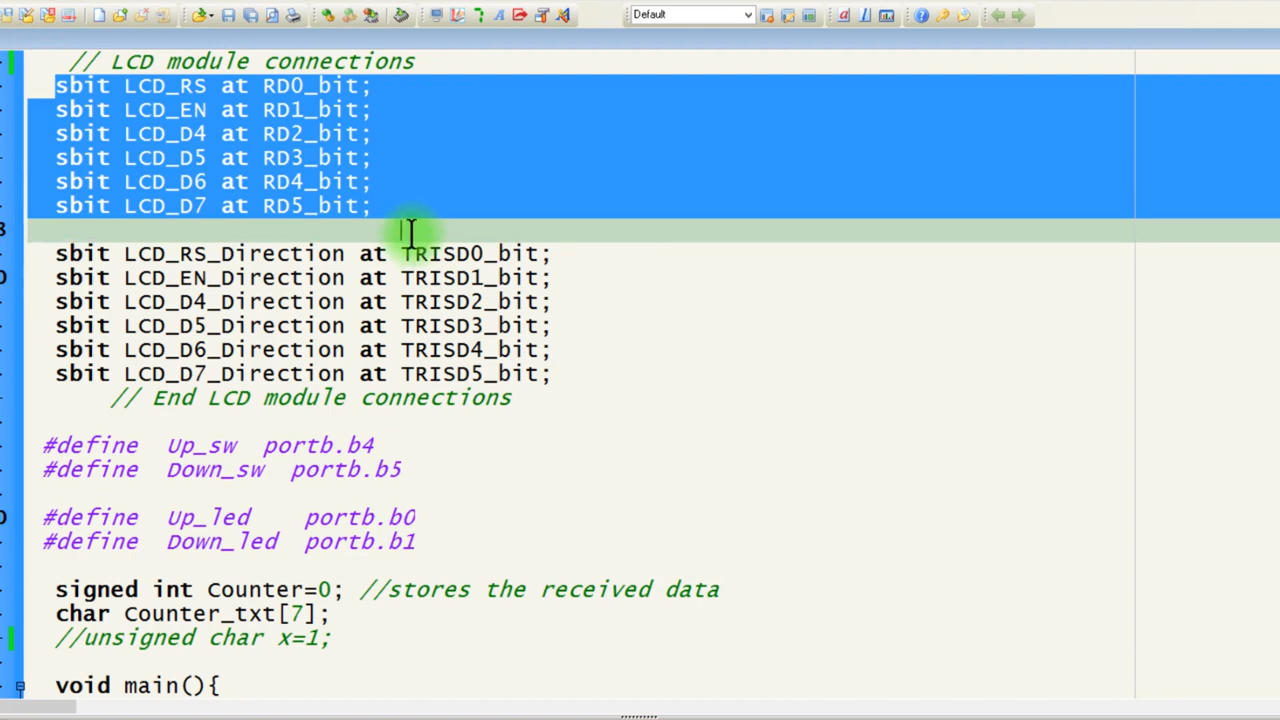 Default
// LCD module connections
sbit LCD_RS at RD0_bit;
sbit LCD_EN at RD1_bit;
sbit LCD_D4 at RD2_bit;
sbit LCD_D5 at RD3_bit;
sbit LCD_D6 at RD4_bit;
sbit LCD_D7 at RD5_bit;
8
sbit LCD_RS_Direction at TRISD0_bit;
0 sbit LCD_EN_Direction at TRISD1_bit;
sbit LCD_D4_Direction at TRISD2_bit;
sbit LCD_D5_Direction at TRISD3_bit;
sbit LCD_D6_Direction at TRISD4_bit;
sbit LCD_D7_Direction at TRISD5_bit;
// End LCD module connections
#define Up_sw portb.b4
#define Down_sw portb.b5
0 #define Up_led portb.b0
#define Down_led portb.b1
signed int Counter=0; //stores the received data
char Counter_txt[7];
//unsigned char x=1;
void main(){